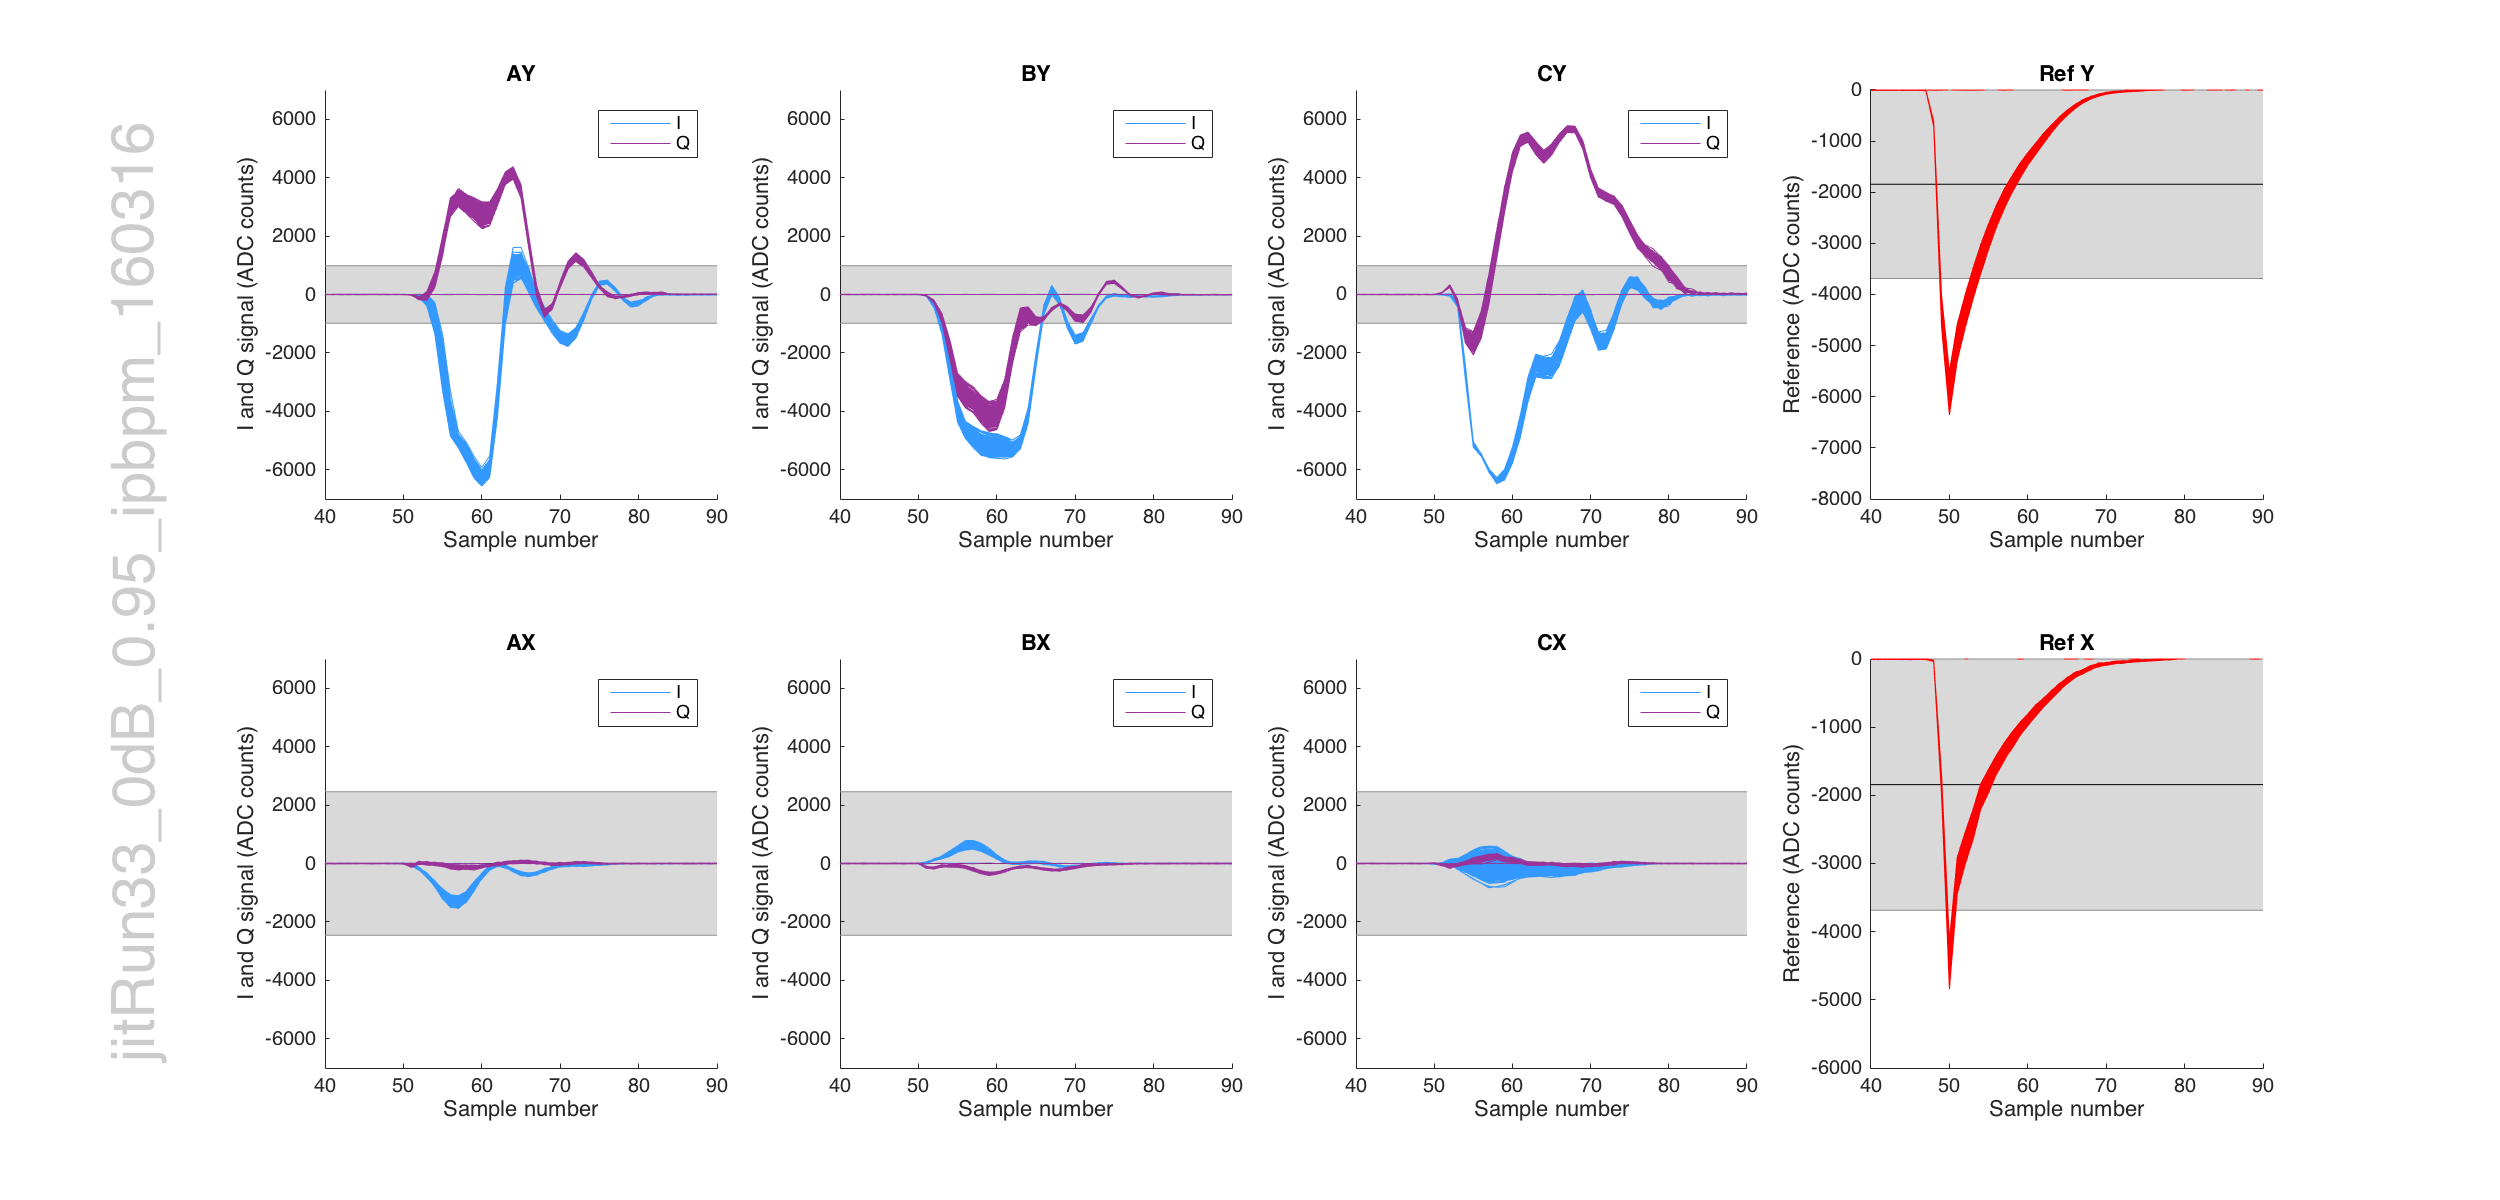 jitRun33_0dB_0.95_ipbpm_160316
AY
I and Q signal (ADC counts)
6000
4000
2000
0
-2000
-4000
-6000
I
Q
40 50 60 70 80 90
Sample number
BY
I and Q signal (ADC counts)
6000
4000
2000
0
-2000
-4000
-6000
I
Q
40 50 60 70 80 90
Sample number
CY
I and Q signal (ADC counts)
6000
4000
2000
0
-2000
-4000
-6000
I
Q
40 50 60 70 80 90
Sample number
Ref Y
Reference (ADC counts)
0
-1000
-2000
-3000
-4000
-5000
-6000
-7000
-8000
40 50 60 70 80 90
Sample number
AX
I and Q signal (ADC counts)
6000
4000
2000
0
-2000
-4000
-6000
I
Q
40 50 60 70 80 90
Sample number
BX
I and Q signal (ADC counts)
6000
4000
2000
0
-2000
-4000
-6000
I
Q
40 50 60 70 80 90
Sample number
CX
I and Q signal (ADC counts)
6000
4000
2000
0
-2000
-4000
-6000
I
Q
40 50 60 70 80 90
Sample number
Ref X
Reference (ADC counts)
0
-1000
-2000
-3000
-4000
-5000
-6000
40 50 60 70 80 90
Sample number